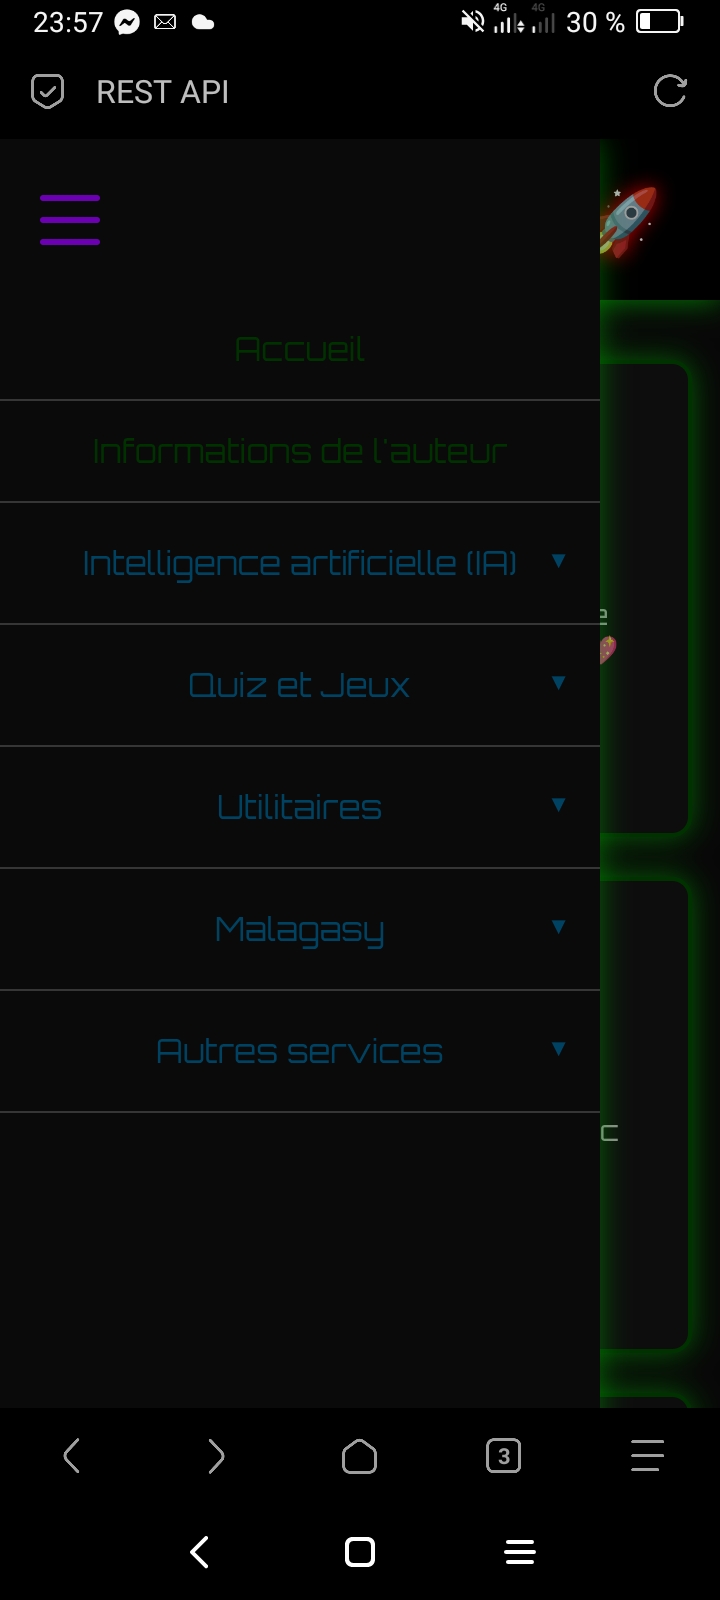 23:57
4G 4G 30 %
REST API
Accueil
Informations de l'auteur
Intelligence artificielle (IA) ▼
Quiz et Jeux ▼
e
Utilitaires ▼
Malagasy ▼
Autres services ▼
c
3